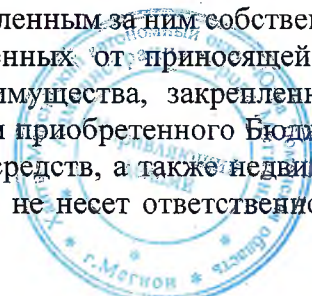 ленным за ним собствен
енных от приносящей
имущества, закреплен
и приобретенного Бюдж
средств, а также недви
не несет ответственно
г.Мегион